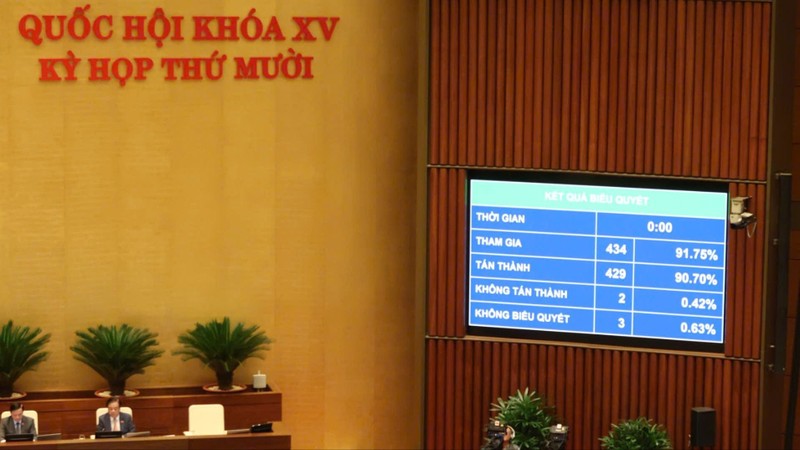 QUỐC HỘI KHÓA XV
KỲ HỌP THỨ MƯỜI
KẾT QUẢ BIỂU QUYẾT
THỜI GIAN 0:00
THAM GIA 434 91.75%
TÁN THÀNH 429 90.70%
KHÔNG TÁN THÀNH 2 0.42%
KHÔNG BIỂU QUYẾT 3 0.63%